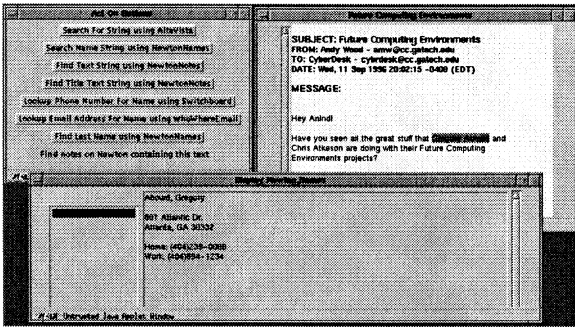 Act On Buttons
Search For String using AltaVista
Search Name String using NewtonNames
Find Text String using NewtonNotes
Find Title Text String using NewtonNotes
Lookup Phone Number For Name using Switchboard
Lookup Email Address For Name using WhoWhereEmail
Find Last Name using NewtonNames
Find notes on Newton containing this text
Future Computing Environments
SUBJECT: Future Computing Environments
FROM: Andy Wood - amw@cc.gatech.edu
TO: CyberDesk - cybrdesk@cc.gatech.edu
DATE: Wed, 11 Sep 1996 20:02:15 -0400 (EDT)
MESSAGE:
Hey Anind!
Have you seen all the great stuff that Gregory Abowd and
Chris Atkeson are doing with their Future Computing
Environments projects?
Display Newton Names
Abowd, Gregory
Atlantic Dr.
Atlanta, GA 30332
Home:
Work: (404)894-1234
Untrusted Java Applet Window